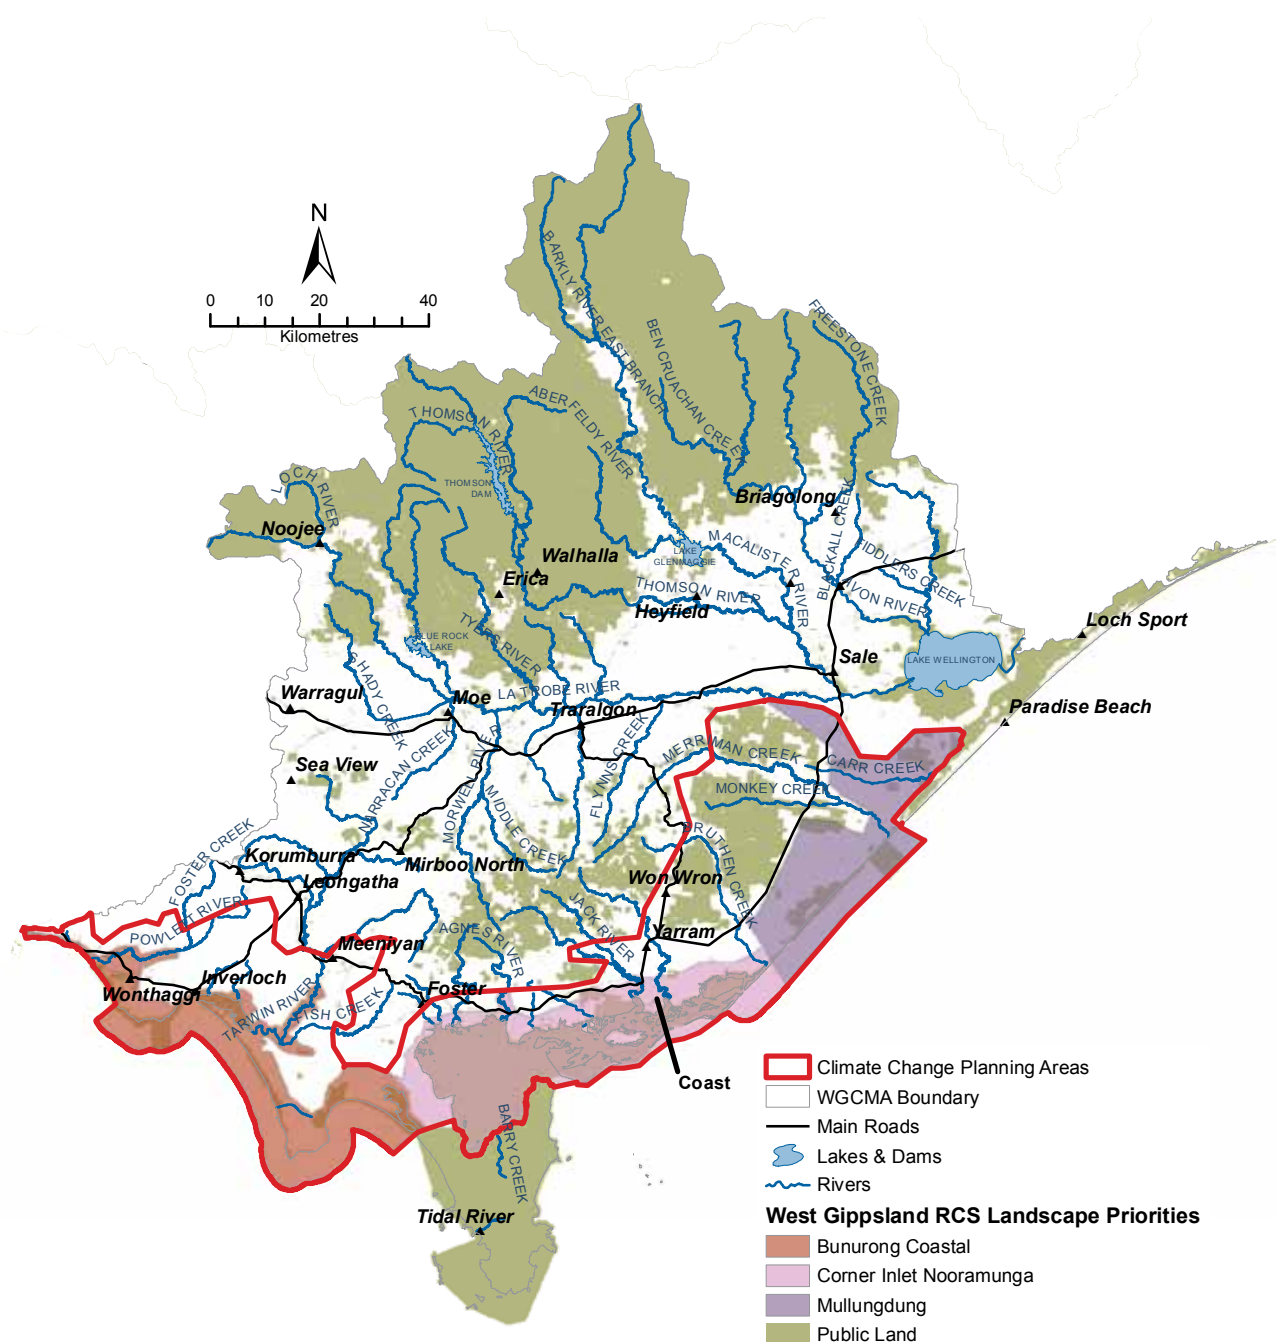 N
0 10 20 40
Kilometres
BARKLY RIVER EAST BRANCH
BEN CRUACHAN CREEK
FREESTONE CREEK
ABERFELDY RIVER
THOMSON RIVER
THOMSON
DAM
LOCH RIVER
Noojee
Briagolong
BLACKALL CREEK
MACALISTER RIVER
FIDDLERS CREEK
LAKE
GLENMAGGIE
Walhalla
Erica
THOMSON RIVER
Heyfield
AVON RIVER
Loch Sport
TYERS RIVER
BLUE ROCK
LAKE
SHADY CREEK
LAKE WELLINGTON
Sale
Warragul
Moe
LATROBE RIVER
Traralgon
Paradise Beach
Sea View
NARRACAN CREEK
MORWELL RIVER
MIDDLE CREEK
FLYNNS CREEK
MERRIMAN CREEK
CARR CREEK
MONKEY CREEK
BRUTHEN CREEK
FOSTER CREEK
Korumburra
Mirboo North
Leongatha
Won Wron
POWLETT RIVER
JACK RIVER
AGNES RIVER
Yarram
Meeniyan
Inverloch
Wonthaggi
TARWIN RIVER
FISH CREEK
Foster
Coast
BARRY CREEK
Tidal River
Climate Change Planning Areas
WGCMA Boundary
Main Roads
Lakes & Dams
Rivers
West Gippsland RCS Landscape Priorities
Bunurong Coastal
Corner Inlet Nooramunga
Mullungdung
Public Land